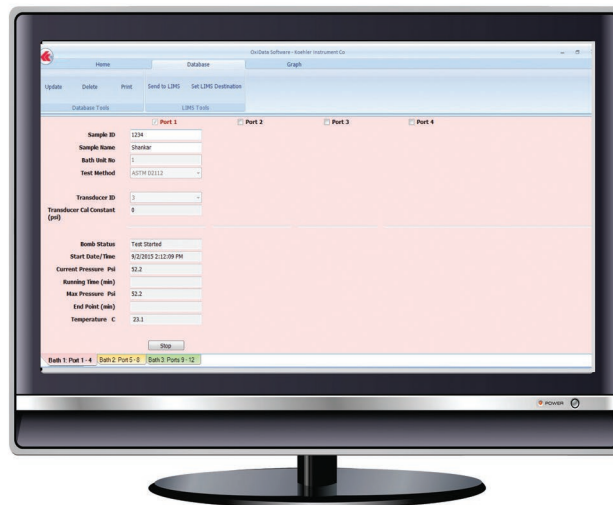 OxiData Software - Koehler Instrument Co
Home Database Graph
Update Delete Print Send to LIMS Set LIMS Destination
Database Tools LIMS Tools
Port 1 Port 2 Port 3 Port 4
Sample ID 1234
Sample Name Shankar
Bath Unit No 1
Test Method ASTM D2112
Transducer ID 3
Transducer Cal Constant 0
(psi)
Bomb Status Test Started
Start Date/Time 9/2/2015 2:12:09 PM
Current Pressure Psi 52.2
Running Time (min)
Max Pressure Psi 52.2
End Point (min)
Temperature C 23.1
Stop
Bath 1: Port 1 - 4 Bath 2: Port 5 - 8 Bath 3: Ports 9 - 12
POWER